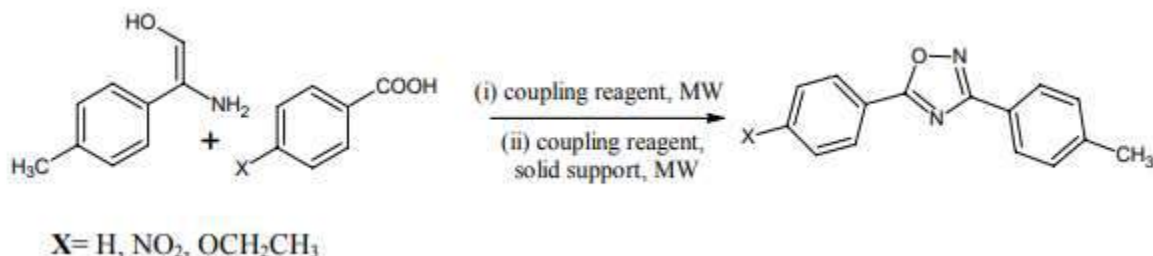 HO
NH₂
H₃C
+
COOH
X
(i) coupling reagent, MW
(ii) coupling reagent,
solid support, MW
O
N
N
X
CH₃
X= H, NO₂, OCH₂CH₃